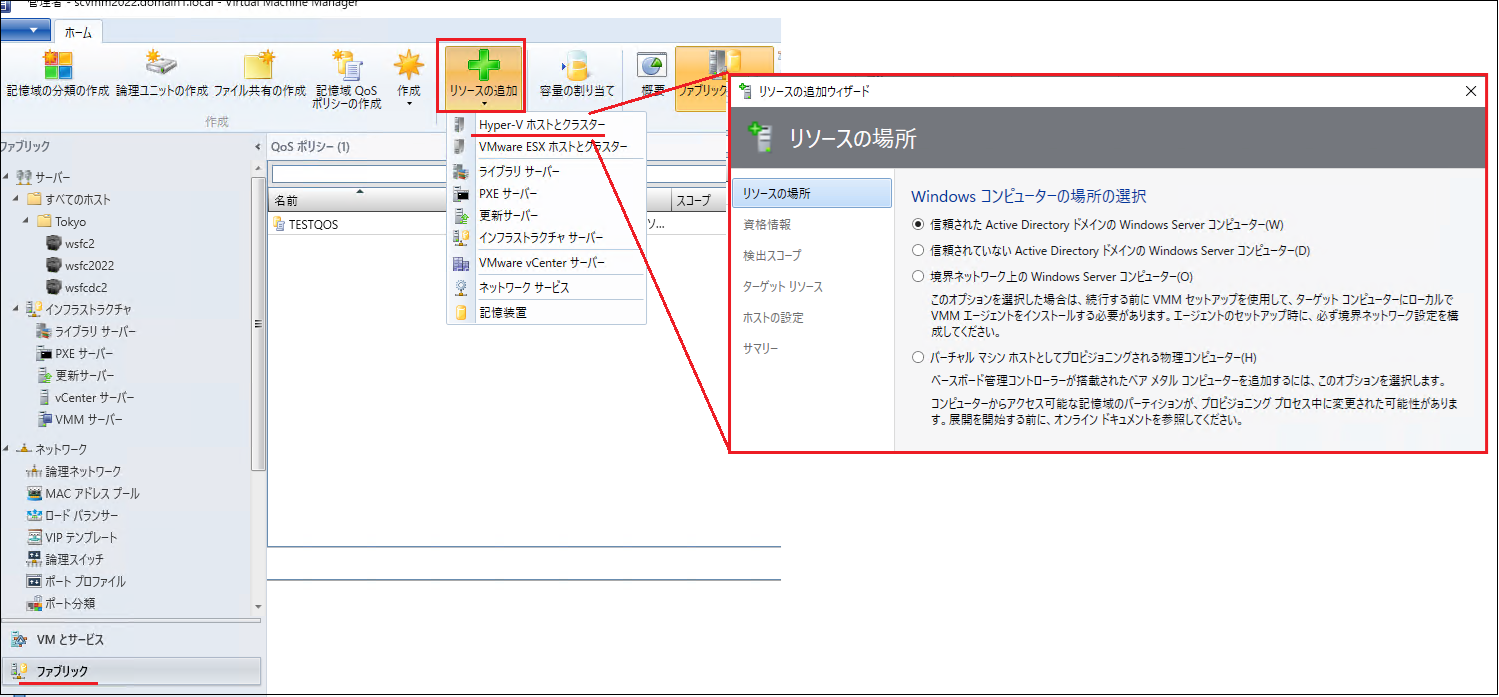 管理者 - scvmm2022.domain1.local - Virtual Machine Manager
ホーム
記憶域の分類の作成
論理ユニットの作成
ファイル共有の作成
記憶域 QoS
ポリシーの作成
作成
リソースの追加
容量の割り当て
概要
ファブリック
作成
ファブリック
サーバー
すべてのホスト
Tokyo
wsfc2
wsfc2022
wsfcdc2
インフラストラクチャ
ライブラリ サーバー
PXE サーバー
更新サーバー
vCenter サーバー
VMM サーバー
ネットワーク
論理ネットワーク
MAC アドレス プール
ロード バランサー
VIP テンプレート
論理スイッチ
ポート プロファイル
ポート分類
VM とサービス
ファブリック
QoS ポリシー (1)
名前
スコープ
TESTQOS
ソ...
Hyper-V ホストとクラスター
VMware ESX ホストとクラスター
ライブラリ サーバー
PXE サーバー
更新サーバー
インフラストラクチャ サーバー
VMware vCenter サーバー
ネットワーク サービス
記憶装置
リソースの追加ウィザード
リソースの場所
リソースの場所
資格情報
検出スコープ
ターゲット リソース
ホストの設定
サマリー
Windows コンピューターの場所の選択
信頼された Active Directory ドメインの Windows Server コンピューター(W)
信頼されていない Active Directory ドメインの Windows Server コンピューター(D)
境界ネットワーク上の Windows Server コンピューター(O)
このオプションを選択した場合は、続行する前に VMM セットアップを使用して、ターゲット コンピューターにローカルで
VMM エージェントをインストールする必要があります。エージェントのセットアップ時に、必ず境界ネットワーク設定を構
成してください。
バーチャル マシン ホストとしてプロビジョニングされる物理コンピューター(H)
ベースボード管理コントローラーが搭載されたベア メタル コンピューターを追加するには、このオプションを選択します。
コンピューターからアクセス可能な記憶域のパーティションが、プロビジョニング プロセス中に変更された可能性がありま
す。展開を開始する前に、オンライン ドキュメントを参照してください。